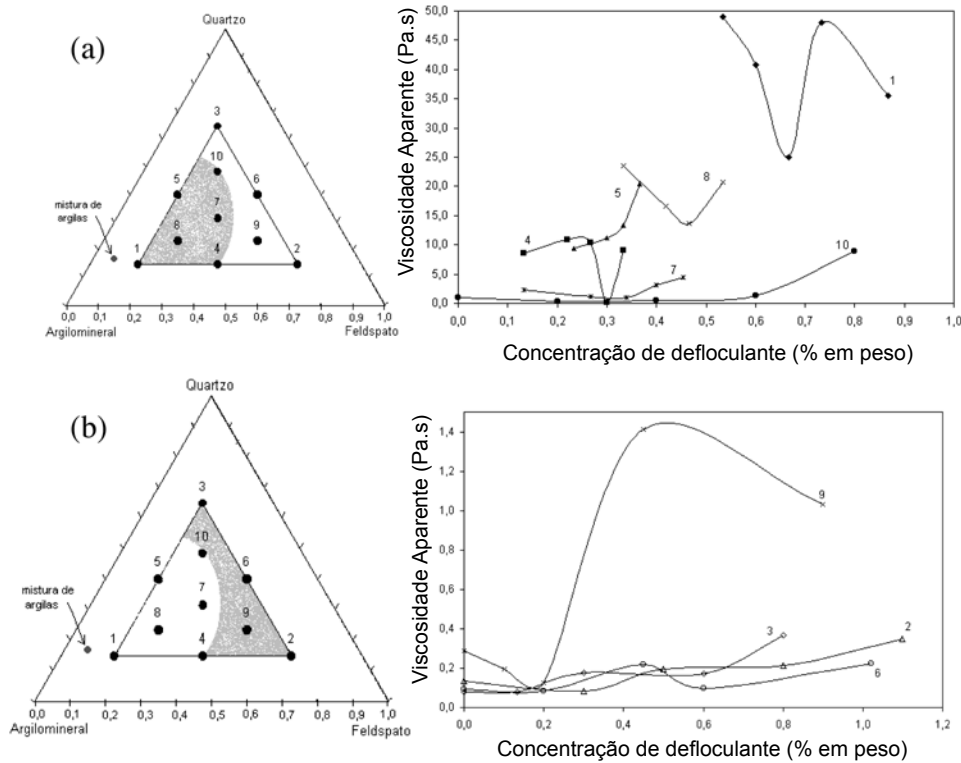 (a)
Quartzo
3
10
5
6
7
mistura de
argilas
8
9
1
4
2
0,0 0,1 0,2 0,3 0,4 0,5 0,6 0,7 0,8 0,9 1,0
Argilomineral
Feldspato
Viscosidade Aparente (Pa.s)
50,0
45,0
40,0
35,0
30,0
25,0
20,0
15,0
10,0
5,0
0,0
1
8
5
4
7
10
0,0 0,1 0,2 0,3 0,4 0,5 0,6 0,7 0,8 0,9 1,0
Concentração de defloculante (% em peso)
(b)
Quartzo
3
10
5
6
7
mistura de
argilas
8
9
1
4
2
0,0 0,1 0,2 0,3 0,4 0,5 0,6 0,7 0,8 0,9 1,0
Argilomineral
Feldspato
Viscosidade Aparente (Pa.s)
1,4
1,2
1,0
0,8
0,6
0,4
0,2
0,0
9
3
2
6
0,0 0,2 0,4 0,6 0,8 1,0 1,2
Concentração de defloculante (% em peso)